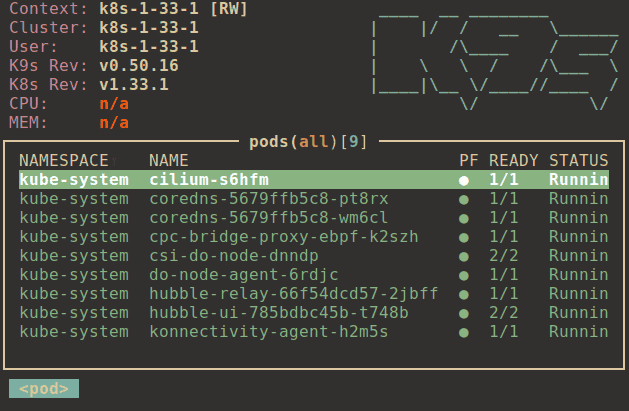 Context: k8s-1-33-1 [RW]
Cluster: k8s-1-33-1
User: k8s-1-33-1
K9s Rev: v0.50.16
K8s Rev: v1.33.1
CPU: n/a
MEM: n/a
pods(all)[9]
NAMESPACE↑ NAME PF READY STATUS
kube-system cilium-s6hfm ● 1/1 Runnin
kube-system coredns-5679ffb5c8-pt8rx ● 1/1 Runnin
kube-system coredns-5679ffb5c8-wm6cl ● 1/1 Runnin
kube-system cpc-bridge-proxy-ebpf-k2szh ● 1/1 Runnin
kube-system csi-do-node-dnndp ● 2/2 Runnin
kube-system do-node-agent-6rdjc ● 1/1 Runnin
kube-system hubble-relay-66f54dcd57-2jbff ● 1/1 Runnin
kube-system hubble-ui-785bdbc45b-t748b ● 2/2 Runnin
kube-system konnectivity-agent-h2m5s ● 1/1 Runnin
<pod>